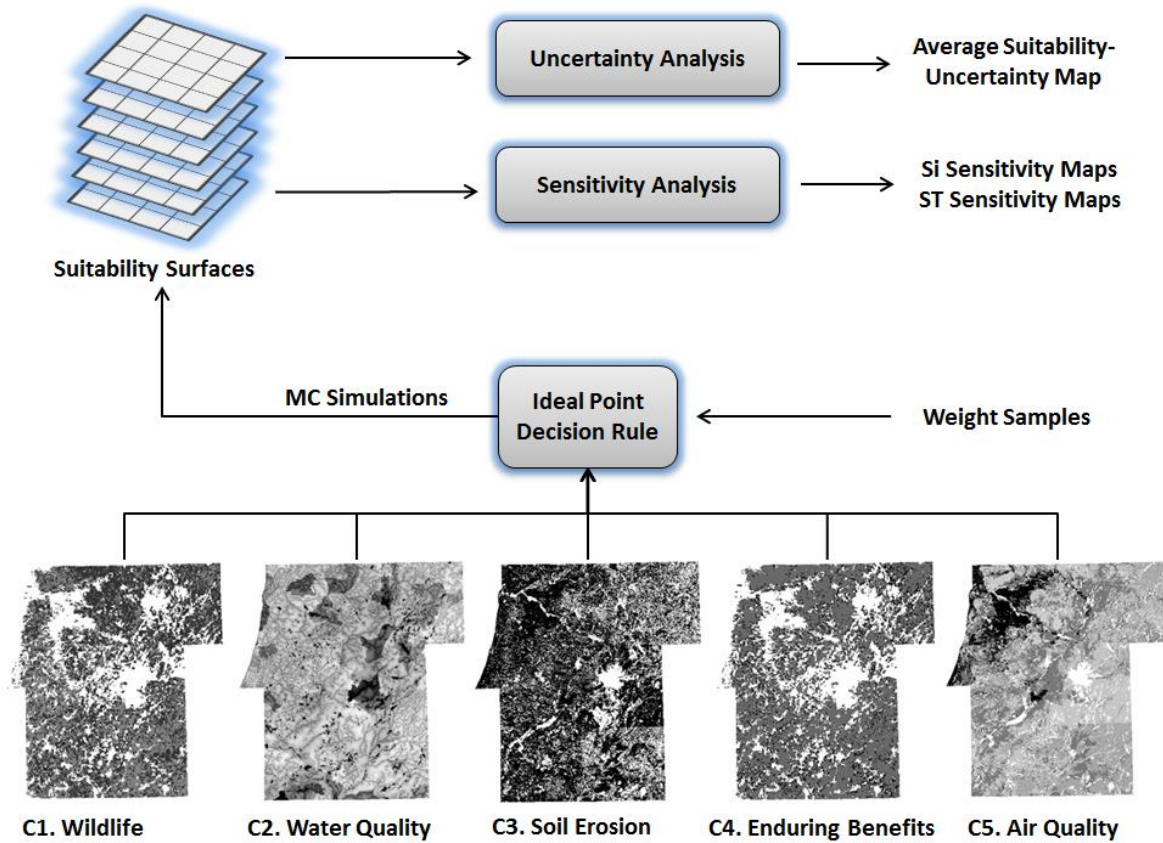 Uncertainty Analysis
Average Suitability-
Uncertainty Map
Sensitivity Analysis
Si Sensitivity Maps
ST Sensitivity Maps
Suitability Surfaces
MC Simulations
Ideal Point
Decision Rule
Weight Samples
C1. Wildlife
C2. Water Quality
C3. Soil Erosion
C4. Enduring Benefits
C5. Air Quality